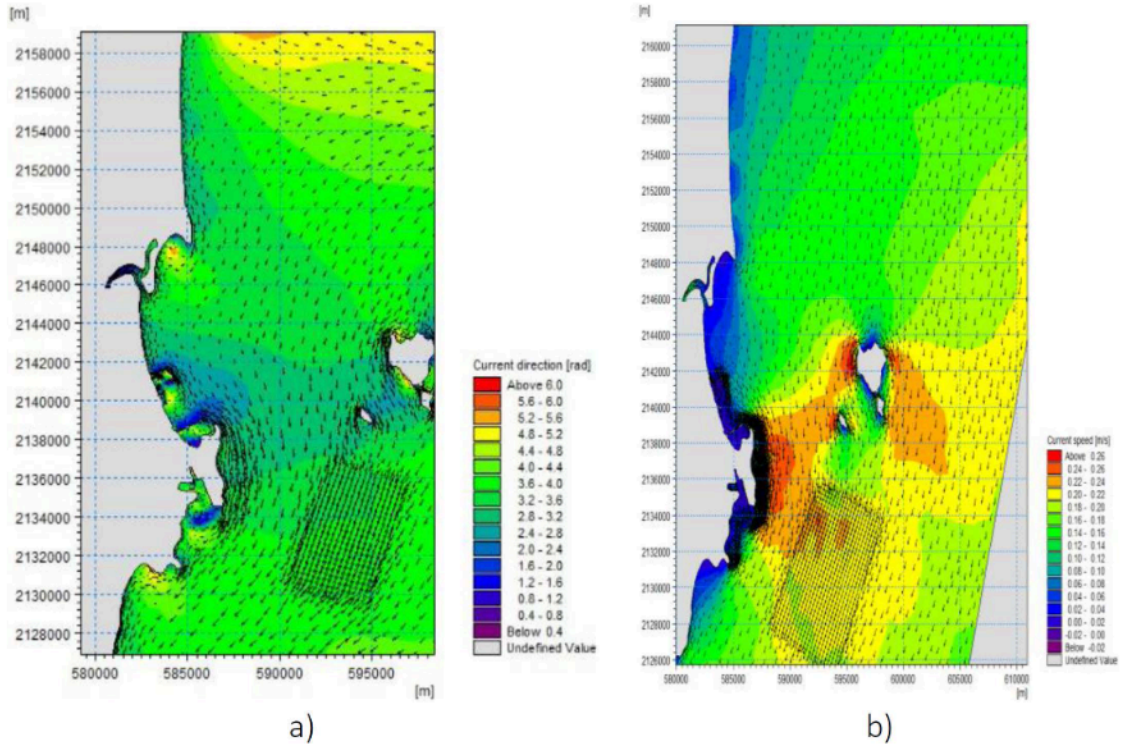 [m]
2158000
2156000
2154000
2152000
2150000
2148000
2146000
2144000
2142000
2140000
2138000
2136000
2134000
2132000
2130000
2128000
580000 585000 590000 595000
[m]
Current direction [rad]
Above 6.0
5.6 - 6.0
5.2 - 5.6
4.8 - 5.2
4.4 - 4.8
4.0 - 4.4
3.6 - 4.0
3.2 - 3.6
2.8 - 3.2
2.4 - 2.8
2.0 - 2.4
1.6 - 2.0
1.2 - 1.6
0.8 - 1.2
0.4 - 0.8
Below 0.4
Undefined Value
a)
[m]
2160000
2158000
2156000
2154000
2152000
2150000
2148000
2146000
2144000
2142000
2140000
2138000
2136000
2134000
2132000
2130000
2128000
2126000
580000 585000 590000 595000 600000 605000 610000
[m]
Current speed [m/s]
Above 0.26
0.24 - 0.26
0.22 - 0.24
0.20 - 0.22
0.18 - 0.20
0.16 - 0.18
0.14 - 0.16
0.12 - 0.14
0.10 - 0.12
0.08 - 0.10
0.06 - 0.08
0.04 - 0.06
0.02 - 0.04
0.00 - 0.02
-0.02 - 0.00
Below -0.02
Undefined Value
b)